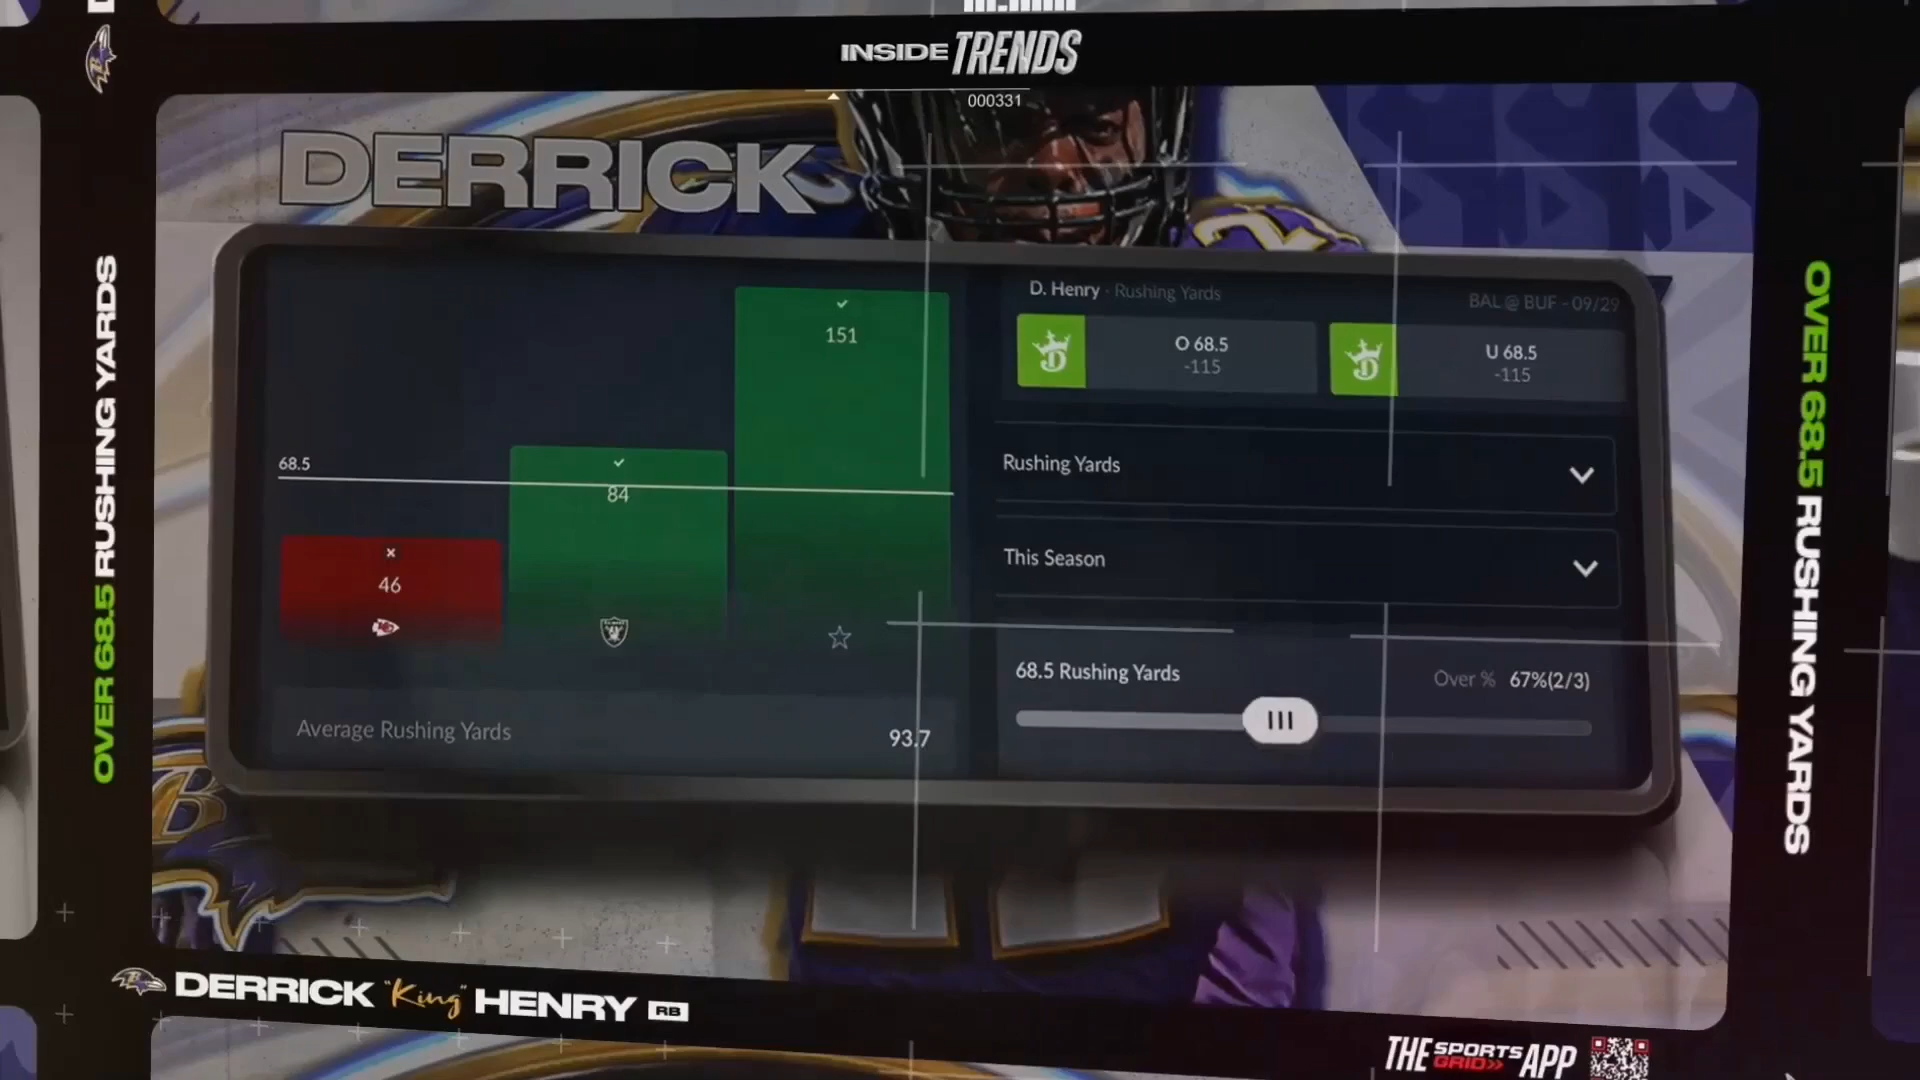 INSIDE TRENDS
000331
DERRICK
OVER 68.5 RUSHING YARDS
151
84
46
68.5
RAIDERS
Average Rushing Yards 93.7
D. Henry · Rushing Yards
BAL @ BUF - 09/29
O 68.5
-115
U 68.5
-115
Rushing Yards
This Season
68.5 Rushing Yards
Over % 67%(2/3)
OVER 68.5 RUSHING YARDS
DERRICK "King" HENRY RB
THE SPORTS GRID APP